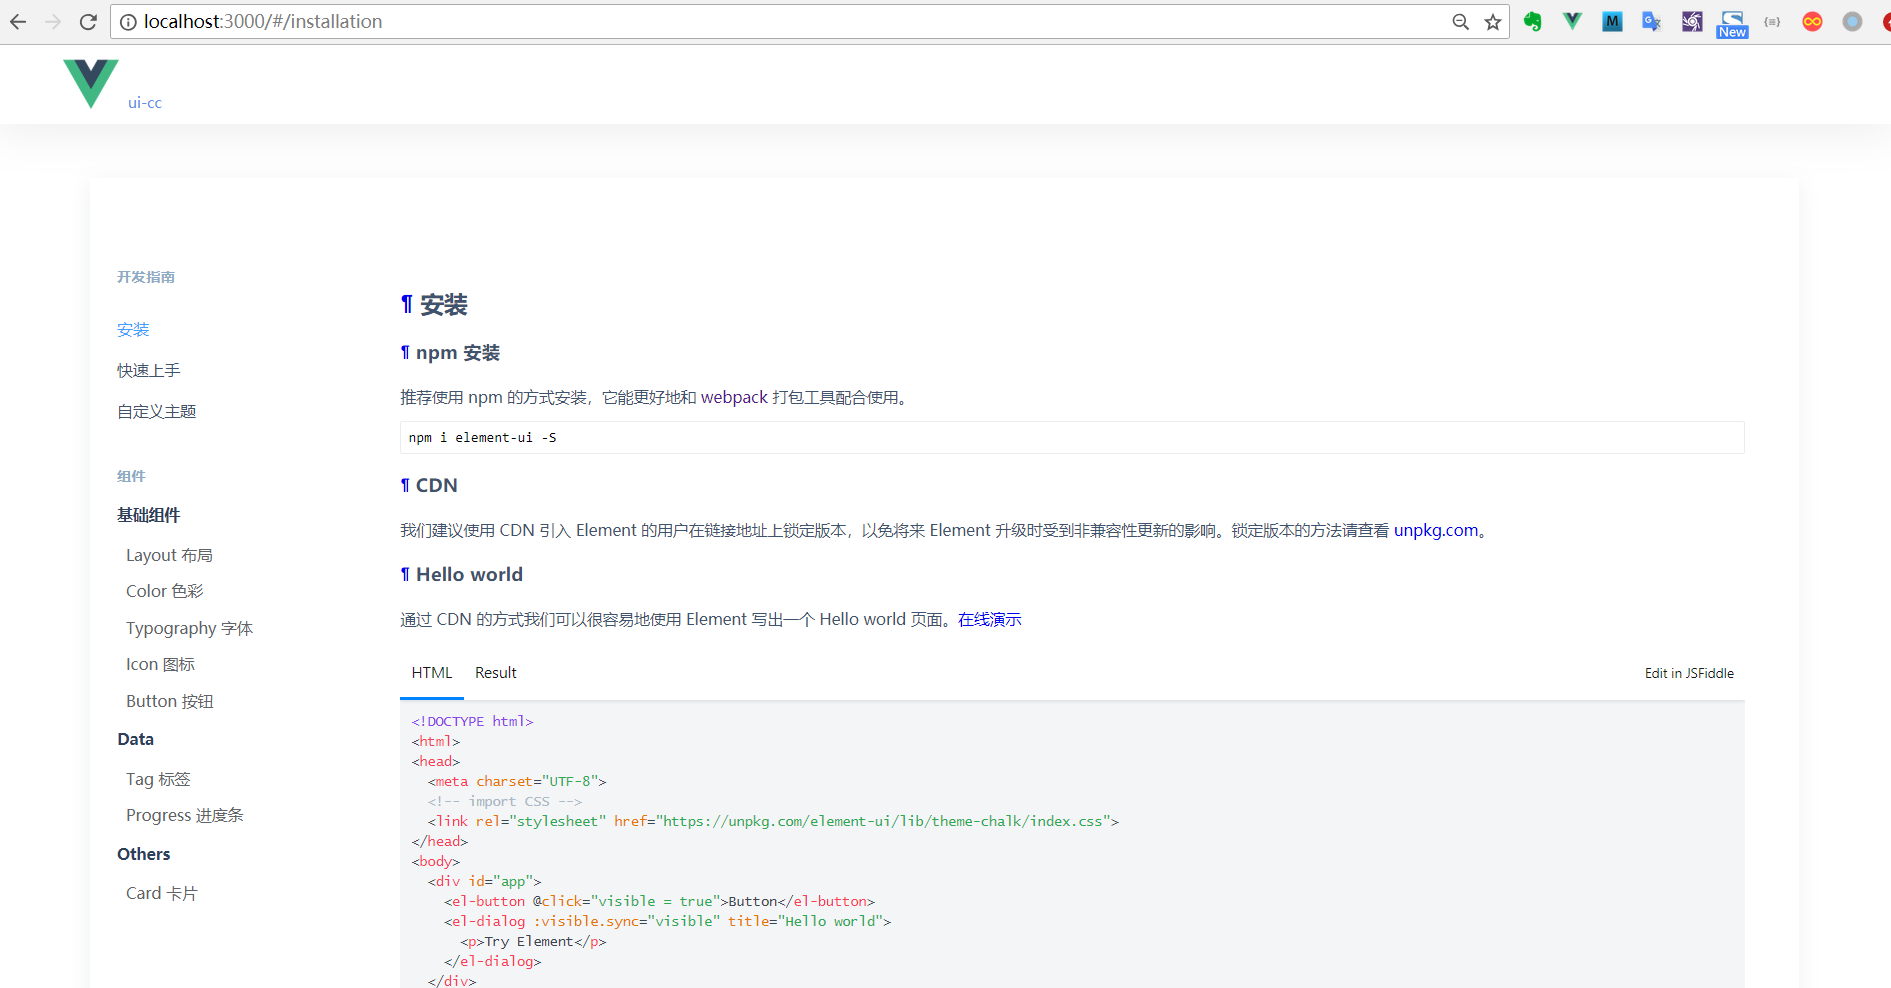 localhost:3000/#/installation
New
ui-cc
开发指南
安装
快速上手
自定义主题
组件
基础组件
Layout 布局
Color 色彩
Typography 字体
Icon 图标
Button 按钮
Data
Tag 标签
Progress 进度条
Others
Card 卡片
¶ 安装
¶ npm 安装
推荐使用 npm 的方式安装，它能更好地和 webpack 打包工具配合使用。
npm i element-ui -S
¶ CDN
我们建议使用 CDN 引入 Element 的用户在链接地址上锁定版本，以免将来 Element 升级时受到非兼容性更新的影响。锁定版本的方法请查看 unpkg.com。
¶ Hello world
通过 CDN 的方式我们可以很容易地使用 Element 写出一个 Hello world 页面。在线演示
HTML Result Edit in JSFiddle
<!DOCTYPE html>
<html>
<head>
  <meta charset="UTF-8">
  <!-- import CSS -->
  <link rel="stylesheet" href="https://unpkg.com/element-ui/lib/theme-chalk/index.css">
</head>
<body>
  <div id="app">
    <el-button @click="visible = true">Button</el-button>
    <el-dialog :visible.sync="visible" title="Hello world">
      <p>Try Element</p>
    </el-dialog>
  </div>